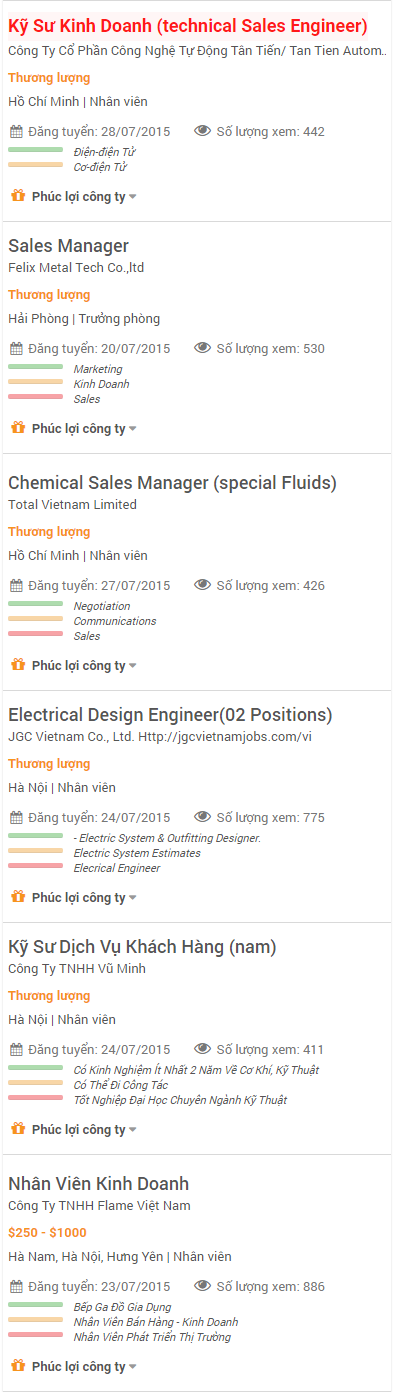 Kỹ Sư Kinh Doanh (technical Sales Engineer)
Công Ty Cổ Phần Công Nghệ Tự Động Tân Tiến/ Tan Tien Autom..
Thương lượng
Hồ Chí Minh | Nhân viên
Đăng tuyển: 28/07/2015 Số lượng xem: 442
Điện-điện Tử
Cơ-điện Tử
Phúc lợi công ty
Sales Manager
Felix Metal Tech Co.,ltd
Thương lượng
Hải Phòng | Trưởng phòng
Đăng tuyển: 20/07/2015 Số lượng xem: 530
Marketing
Kinh Doanh
Sales
Phúc lợi công ty
Chemical Sales Manager (special Fluids)
Total Vietnam Limited
Thương lượng
Hồ Chí Minh | Nhân viên
Đăng tuyển: 27/07/2015 Số lượng xem: 426
Negotiation
Communications
Sales
Phúc lợi công ty
Electrical Design Engineer(02 Positions)
JGC Vietnam Co., Ltd. Http://jgcvietnamjobs.com/vi
Thương lượng
Hà Nội | Nhân viên
Đăng tuyển: 24/07/2015 Số lượng xem: 775
- Electric System & Outfitting Designer.
Electric System Estimates
Elecrical Engineer
Phúc lợi công ty
Kỹ Sư Dịch Vụ Khách Hàng (nam)
Công Ty TNHH Vũ Minh
Thương lượng
Hà Nội | Nhân viên
Đăng tuyển: 24/07/2015 Số lượng xem: 411
Có Kinh Nghiệm Ít Nhất 2 Năm Về Cơ Khí, Kỹ Thuật
Có Thể Đi Công Tác
Tốt Nghiệp Đại Học Chuyên Ngành Kỹ Thuật
Phúc lợi công ty
Nhân Viên Kinh Doanh
Công Ty TNHH Flame Việt Nam
$250 - $1000
Hà Nam, Hà Nội, Hưng Yên | Nhân viên
Đăng tuyển: 23/07/2015 Số lượng xem: 886
Bếp Ga Đồ Gia Dụng
Nhân Viên Bán Hàng - Kinh Doanh
Nhân Viên Phát Triển Thị Trường
Phúc lợi công ty